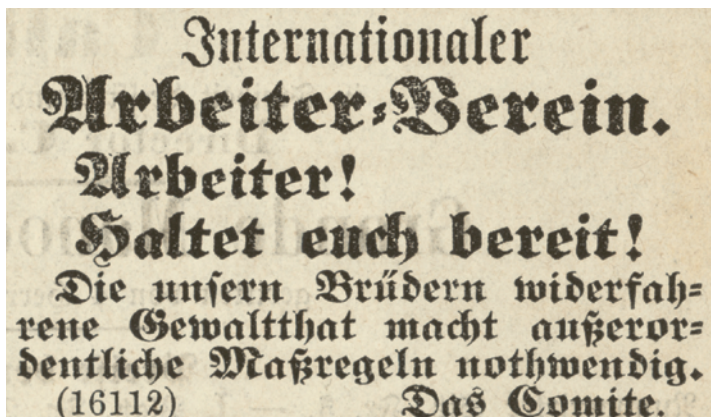 Internationaler
Arbeiter-Verein.
Arbeiter!
Haltet euch bereit!
Die unsern Brüdern widerfah-
rene Gewaltthat macht außeror-
dentliche Maßregeln nothwendig.
(16112) Das Comite.